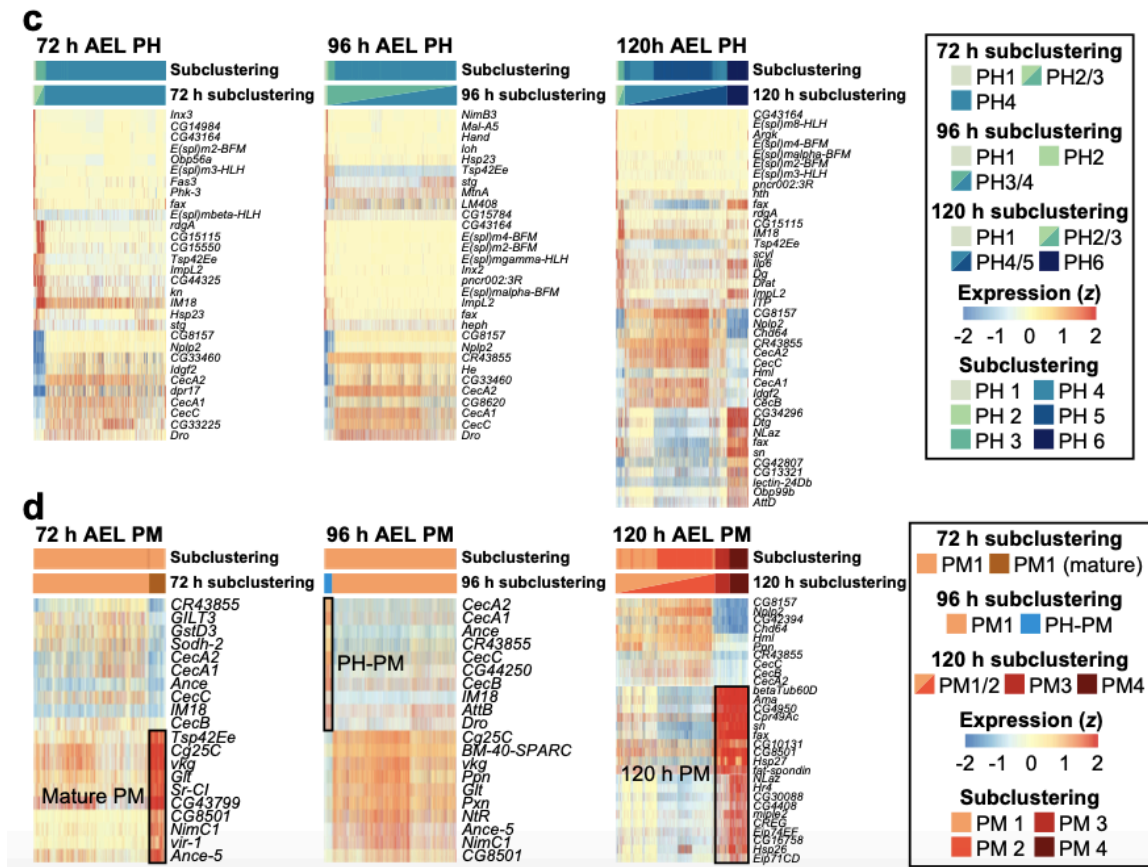 c
72 h AEL PH
Subclustering
72 h subclustering
Inx3
CG14984
CG43164
E(spl)m2-BFM
Obp56a
E(spl)m3-HLH
Fas3
Phk-3
fax
E(spl)mbeta-HLH
rdgA
CG15115
CG15550
Tsp42Ee
ImpL2
CG44325
kn
IM18
Hsp23
stg
CG8157
Nplp2
CG33460
Idgf2
CecA2
dpr17
CecA1
CecC
CG33225
Dro
96 h AEL PH
Subclustering
96 h subclustering
NimB3
Mal-A5
Hand
loh
Hsp23
Tsp42Ee
stg
MtnA
LM408
CG15784
CG43164
E(spl)m4-BFM
E(spl)m2-BFM
E(spl)mgamma-HLH
Inx2
pncr002:3R
E(spl)malpha-BFM
ImpL2
fax
heph
CG8157
Nplp2
CR43855
He
CG33460
CecA2
CG8620
CecA1
CecC
Dro
120h AEL PH
Subclustering
120 h subclustering
CG43164
E(spl)m8-HLH
Argk
E(spl)m4-BFM
E(spl)malpha-BFM
E(spl)m2-BFM
E(spl)m3-HLH
pncr002:3R
hth
fax
rdgA
CG15115
IM18
Tsp42Ee
scyl
Ilp6
Dg
Drat
ImpL2
ITP
CG8157
Nplp2
Chd64
CR43855
CecA2
CecC
Hml
CecA1
Idgf2
CecB
CG34296
Dtg
NLaz
fax
sn
CG42807
CG13321
lectin-24Db
Obp99b
AttD
72 h subclustering
PH1 PH2/3
PH4
96 h subclustering
PH1 PH2
PH3/4
120 h subclustering
PH1 PH2/3
PH4/5 PH6
Expression (z)
-2 -1 0 1 2
Subclustering
PH 1 PH 4
PH 2 PH 5
PH 3 PH 6
d
72 h AEL PM
Subclustering
72 h subclustering
CR43855
GILT3
GstD3
Sodh-2
CecA2
CecA1
Ance
CecC
IM18
CecB
Tsp42Ee
Cg25C
vkg
Glt
Sr-CI
CG43799
CG8501
NimC1
vir-1
Ance-5
Mature PM
96 h AEL PM
Subclustering
96 h subclustering
CecA2
CecA1
Ance
CR43855
CecC
CG44250
CecB
IM18
AttB
Dro
Cg25C
BM-40-SPARC
vkg
Ppn
Glt
Pxn
NtR
Ance-5
NimC1
CG8501
PH-PM
120 h AEL PM
Subclustering
120 h subclustering
CG8157
Nplp2
CG42394
Chd64
Hml
Ppn
CR43855
CecC
CecB
CecA2
betaTub60D
Ama
CG4950
Cpr49Ac
sn
fax
CG10131
CG8501
Hsp27
fat-spondin
NLaz
Hr4
CG30088
CG4408
miple2
CREG
Eip74EF
CG16758
Hsp26
Eip71CD
120 h PM
72 h subclustering
PM1 PM1 (mature)
96 h subclustering
PM1 PH-PM
120 h subclustering
PM1/2 PM3 PM4
Expression (z)
-2 -1 0 1 2
Subclustering
PM 1 PM 3
PM 2 PM 4